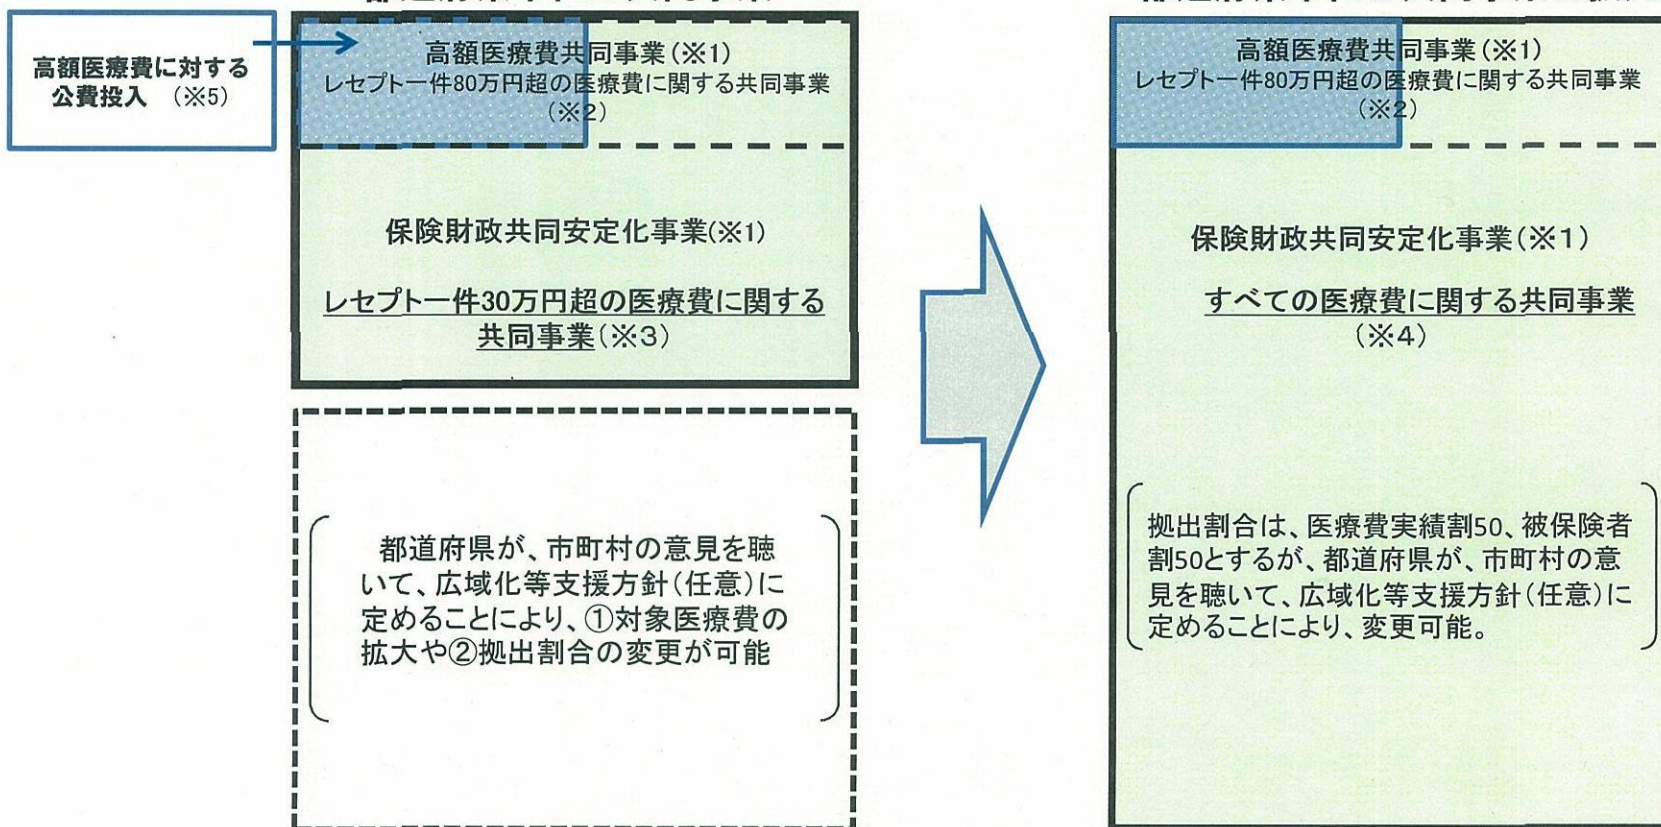 高額医療費に対する
公費投入 (※5)
高額医療費共同事業(※1)
レセプト一件80万円超の医療費に関する共同事業
(※2)
保険財政共同安定化事業(※1)
レセプト一件30万円超の医療費に関する
共同事業(※3)
都道府県が、市町村の意見を聴
いて、広域化等支援方針(任意)に
定めることにより、①対象医療費の
拡大や②拠出割合の変更が可能
高額医療費共同事業(※1)
レセプト一件80万円超の医療費に関する共同事業
(※2)
保険財政共同安定化事業(※1)
すべての医療費に関する共同事業
(※4)
拠出割合は、医療費実績割50、被保険者
割50とするが、都道府県が、市町村の意
見を聴いて、広域化等支援方針(任意)に
定めることにより、変更可能。